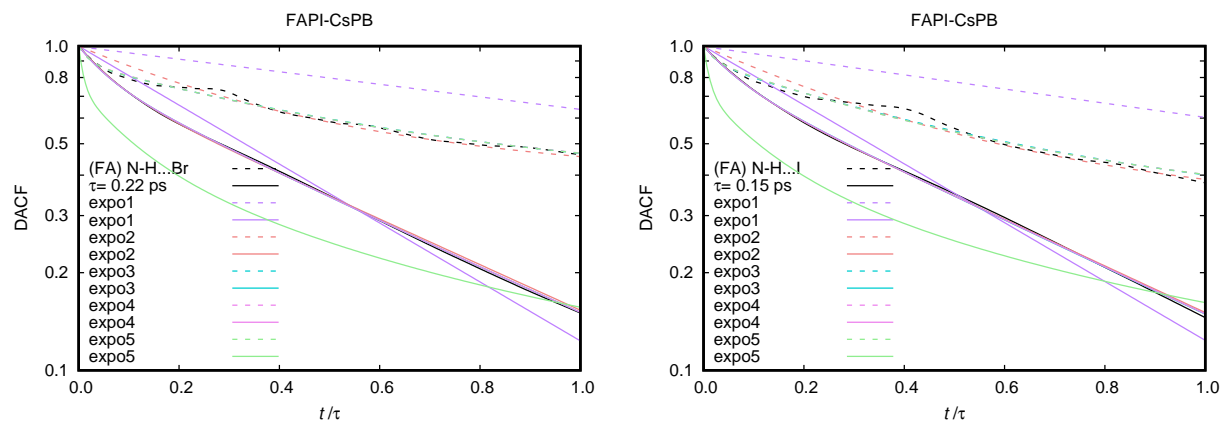 FAPI-CsPB
1.0
0.8
0.5
0.3
0.2
0.1
DACF
(FA) N-H...Br
τ= 0.22 ps
expo1
expo1
expo2
expo2
expo3
expo3
expo4
expo4
expo5
expo5
0.0 0.2 0.4 0.6 0.8 1.0
t/τ
FAPI-CsPB
1.0
0.8
0.5
0.3
0.2
0.1
DACF
(FA) N-H...I
τ= 0.15 ps
expo1
expo1
expo2
expo2
expo3
expo3
expo4
expo4
expo5
expo5
0.0 0.2 0.4 0.6 0.8 1.0
t/τ